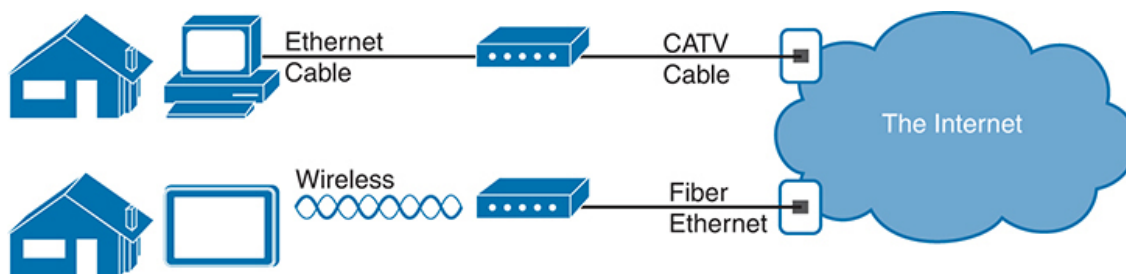 Ethernet
Cable
CATV
Cable
The Internet
Wireless
Fiber
Ethernet